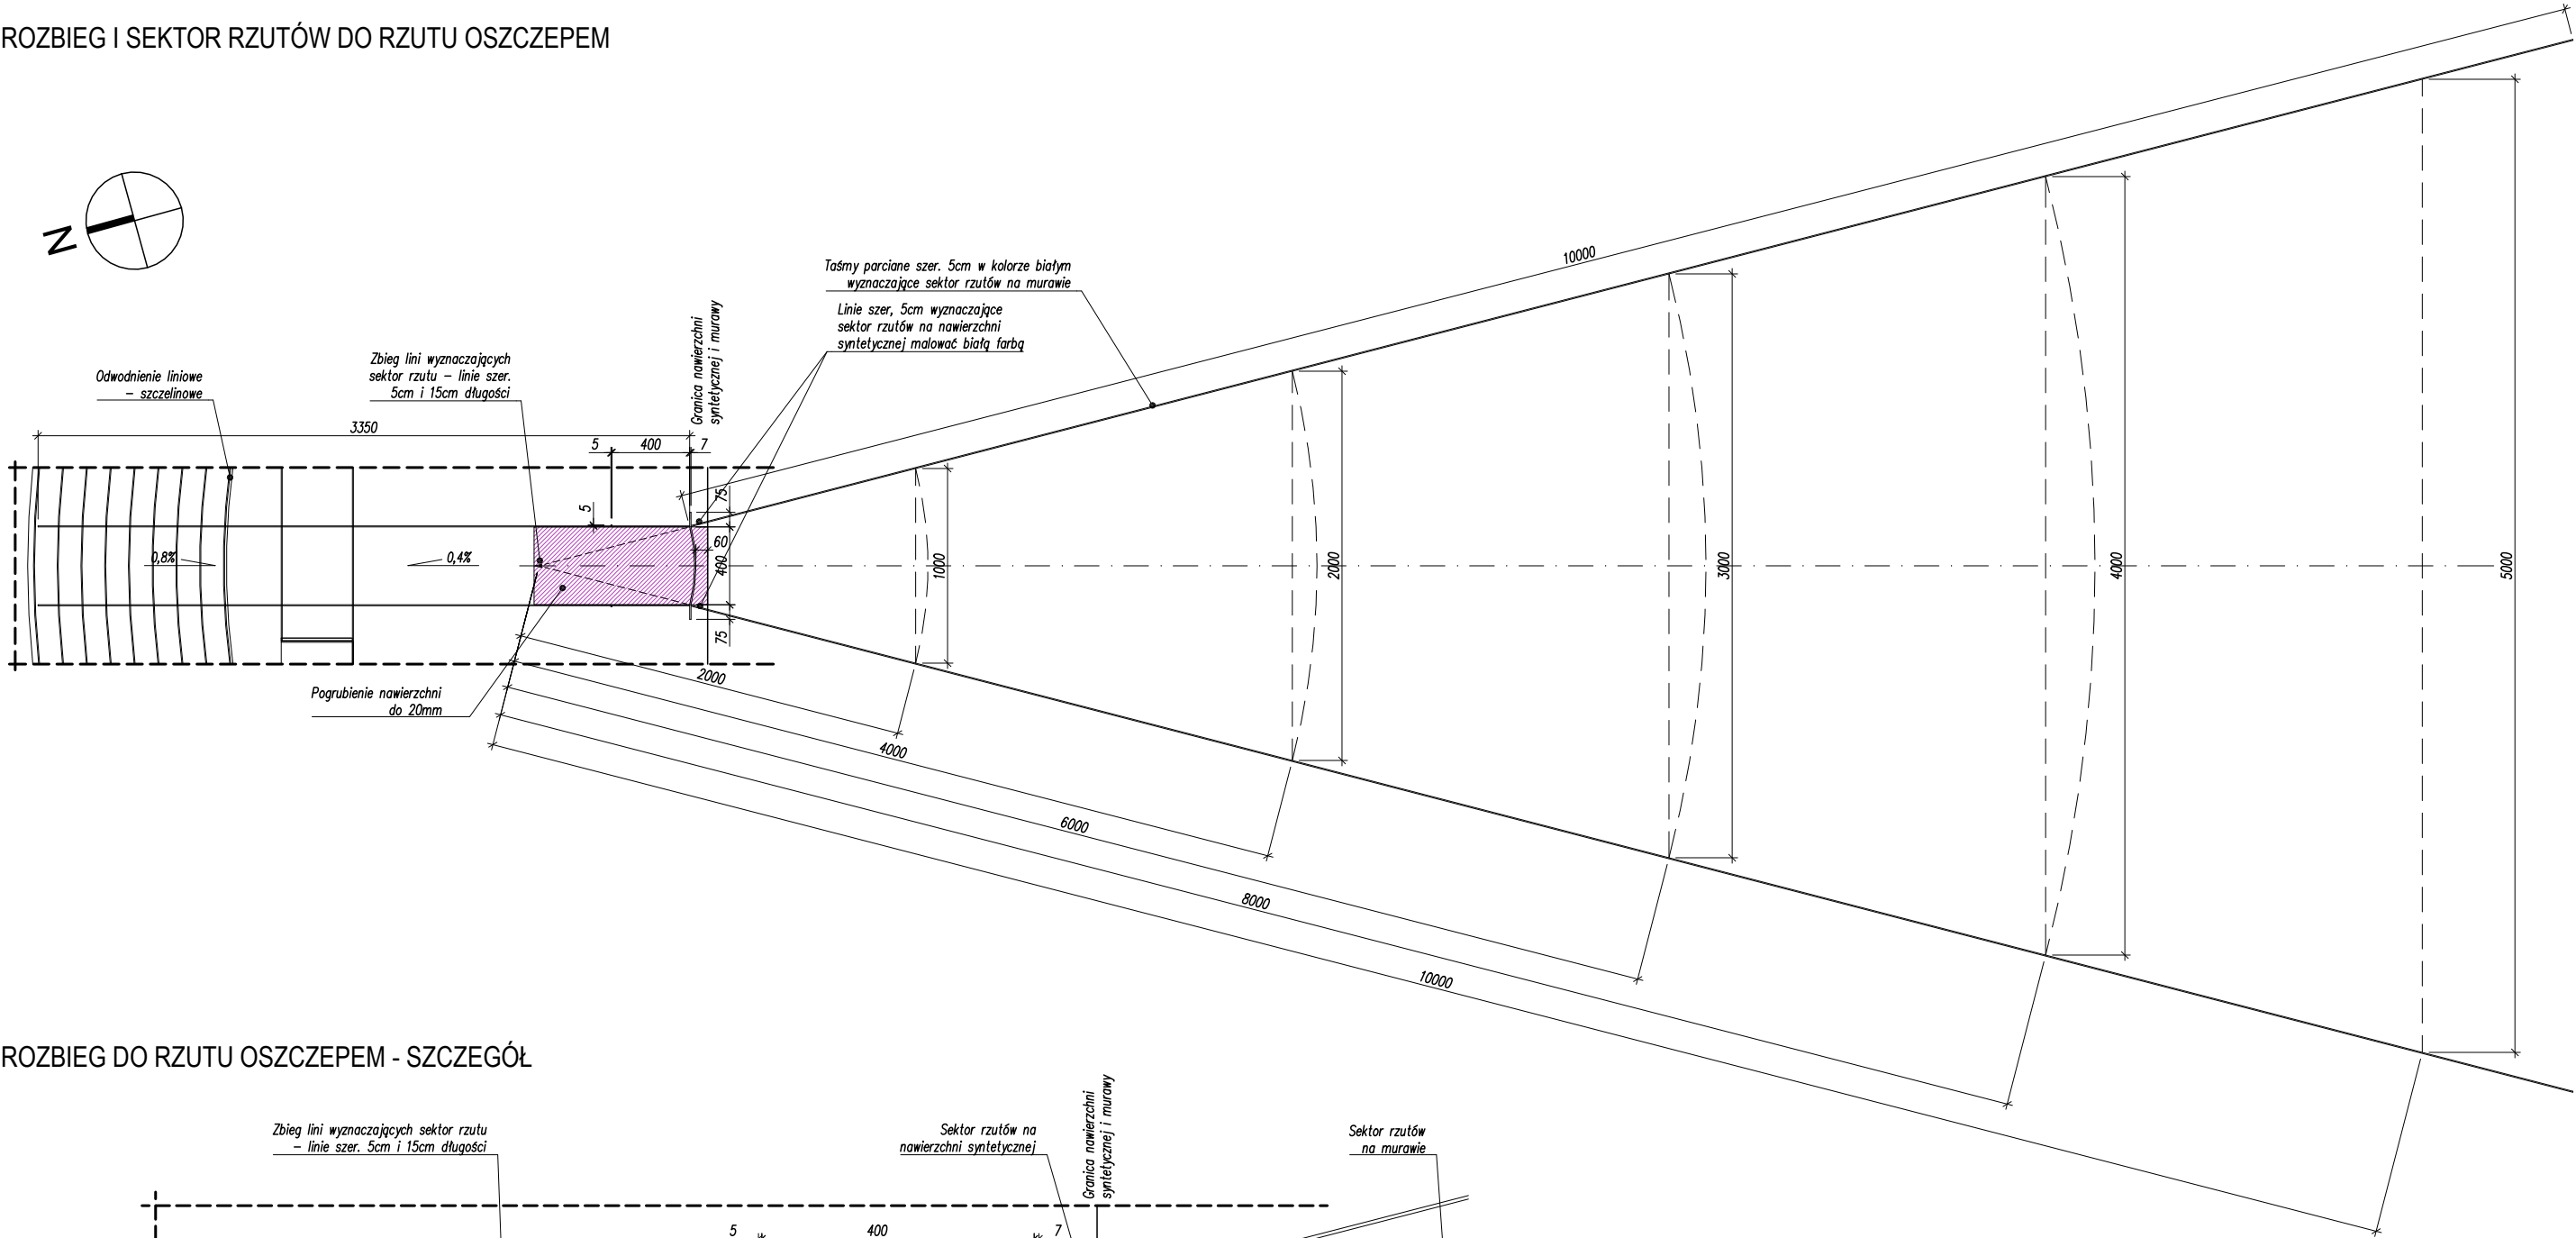 ROZBIEG I SEKTOR RZUTÓW DO RZUTU OSZCZEPEM
N
10000
Taśmy parciane szer. 5cm w kolorze białym
wyznaczające sektor rzutów na murawie
Linie szer, 5cm wyznaczające
sektor rzutów na nawierzchni
syntetycznej malować białą farbą
Granica nawierzchni
syntetycznej i murawy
Zbieg lini wyznaczających
sektor rzutu – linie szer.
5cm i 15cm długości
Odwodnienie liniowe
– szczelinowe
3350
5
400
7
75
5
60
400
75
0,8%
0,4%
1000
2000
3000
4000
5000
Pogrubienie nawierzchni
do 20mm
2000
4000
6000
8000
10000
ROZBIEG DO RZUTU OSZCZEPEM - SZCZEGÓŁ
Zbieg lini wyznaczających sektor rzutu
– linie szer. 5cm i 15cm długości
Sektor rzutów na
nawierzchni syntetycznej
Granica nawierzchni
syntetycznej i murawy
Sektor rzutów
na murawie
5
400
7